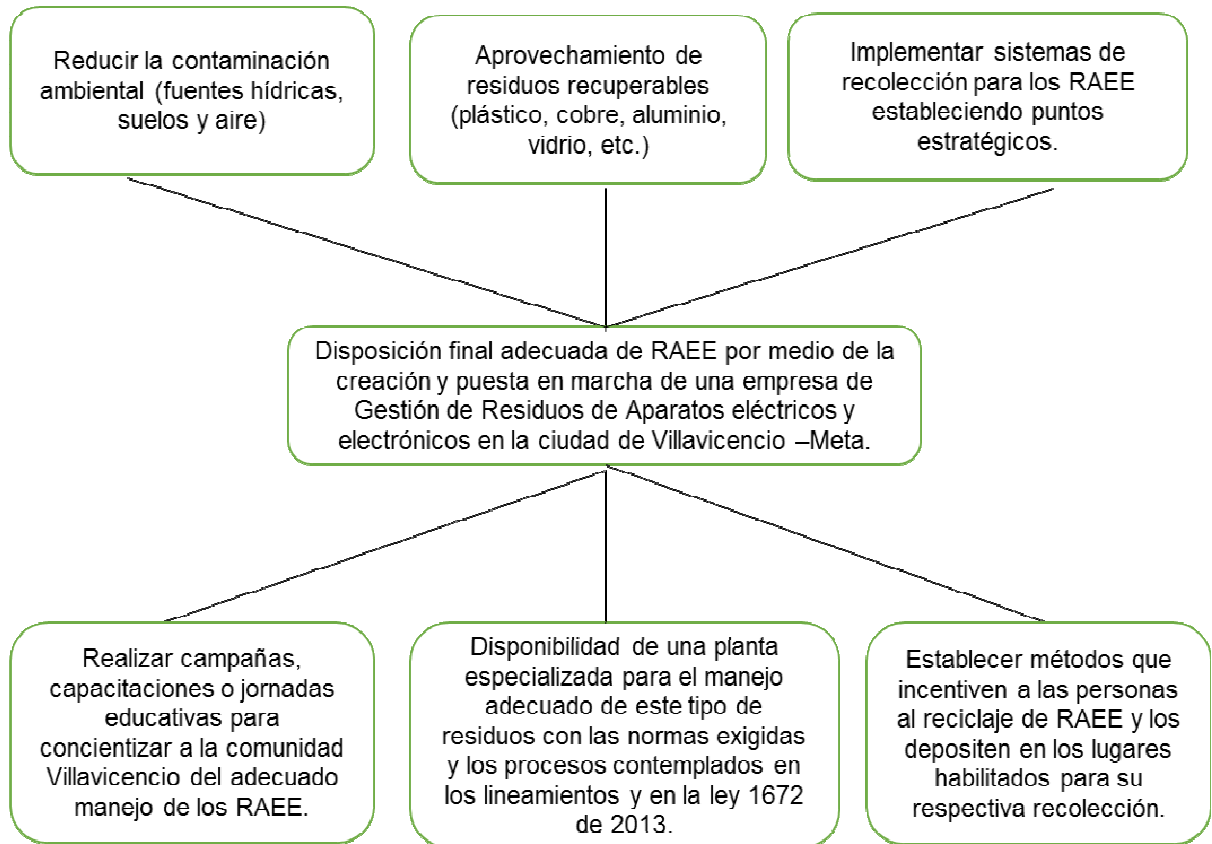 Reducir la contaminación
ambiental (fuentes hídricas,
suelos y aire)
Aprovechamiento de
residuos recuperables
(plástico, cobre, aluminio,
vidrio, etc.)
Implementar sistemas de
recolección para los RAEE
estableciendo puntos
estratégicos.
Disposición final adecuada de RAEE por medio de la
creación y puesta en marcha de una empresa de
Gestión de Residuos de Aparatos eléctricos y
electrónicos en la ciudad de Villavicencio –Meta.
Realizar campañas,
capacitaciones o jornadas
educativas para
concientizar a la comunidad
Villavicencio del adecuado
manejo de los RAEE.
Disponibilidad de una planta
especializada para el manejo
adecuado de este tipo de
residuos con las normas exigidas
y los procesos contemplados en
los lineamientos y en la ley 1672
de 2013.
Establecer métodos que
incentiven a las personas
al reciclaje de RAEE y los
depositen en los lugares
habilitados para su
respectiva recolección.